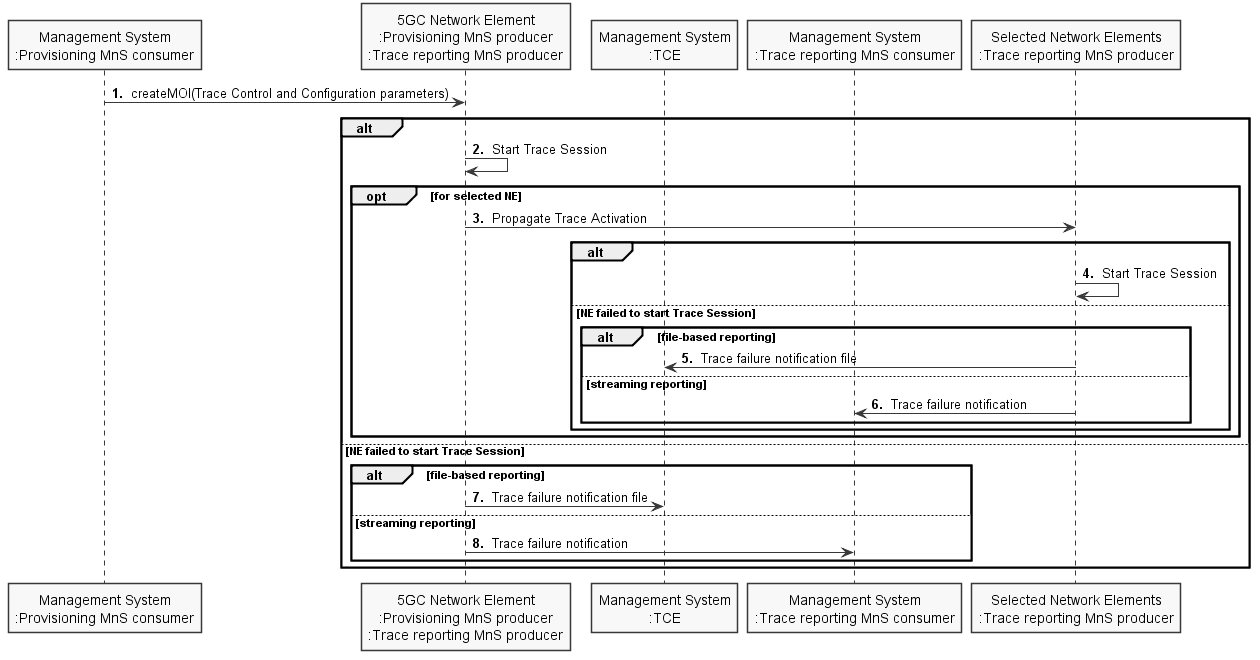 Management System
:Provisioning MnS consumer
5GC Network Element
:Provisioning MnS producer
:Trace reporting MnS producer
Management System
:TCE
Management System
:Trace reporting MnS consumer
Selected Network Elements
:Trace reporting MnS producer
1. createMOI(Trace Control and Configuration parameters)
alt
2. Start Trace Session
opt [for selected NE]
3. Propagate Trace Activation
alt
4. Start Trace Session
[NE failed to start Trace Session]
alt [file-based reporting]
5. Trace failure notification file
[streaming reporting]
6. Trace failure notification
[NE failed to start Trace Session]
alt [file-based reporting]
7. Trace failure notification file
[streaming reporting]
8. Trace failure notification
Management System
:Provisioning MnS consumer
5GC Network Element
:Provisioning MnS producer
:Trace reporting MnS producer
Management System
:TCE
Management System
:Trace reporting MnS consumer
Selected Network Elements
:Trace reporting MnS producer